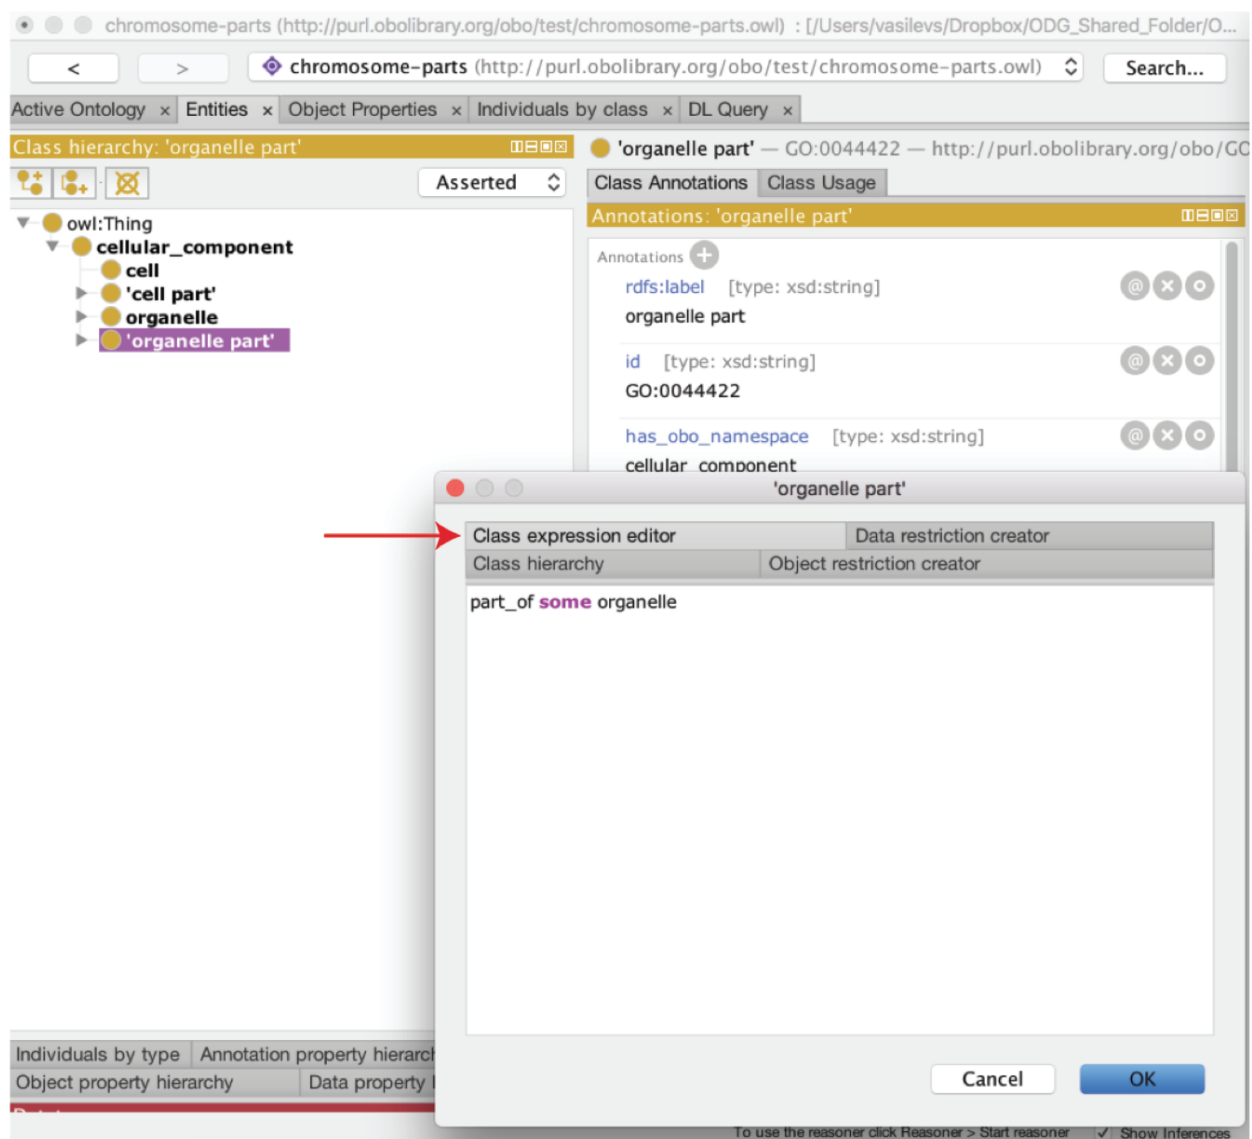 chromosome-parts (http://purl.obolibrary.org/obo/test/chromosome-parts.owl) : [/Users/vasilevs/Dropbox/ODG_Shared_Folder/O...
< > chromosome-parts (http://purl.obolibrary.org/obo/test/chromosome-parts.owl) Search...
Active Ontology × Entities × Object Properties × Individuals by class × DL Query ×
Class hierarchy: 'organelle part'
Asserted
owl:Thing
cellular_component
cell
'cell part'
organelle
'organelle part'
'organelle part' — GO:0044422 — http://purl.obolibrary.org/obo/GO
Class Annotations Class Usage
Annotations: 'organelle part'
Annotations
rdfs:label [type: xsd:string]
organelle part
id [type: xsd:string]
GO:0044422
has_obo_namespace [type: xsd:string]
cellular_component
'organelle part'
Class expression editor Data restriction creator
Class hierarchy Object restriction creator
part_of some organelle
Cancel OK
Individuals by type Annotation property hierarch
Object property hierarchy Data property
To use the reasoner click Reasoner > Start reasoner ✓ Show Inferences